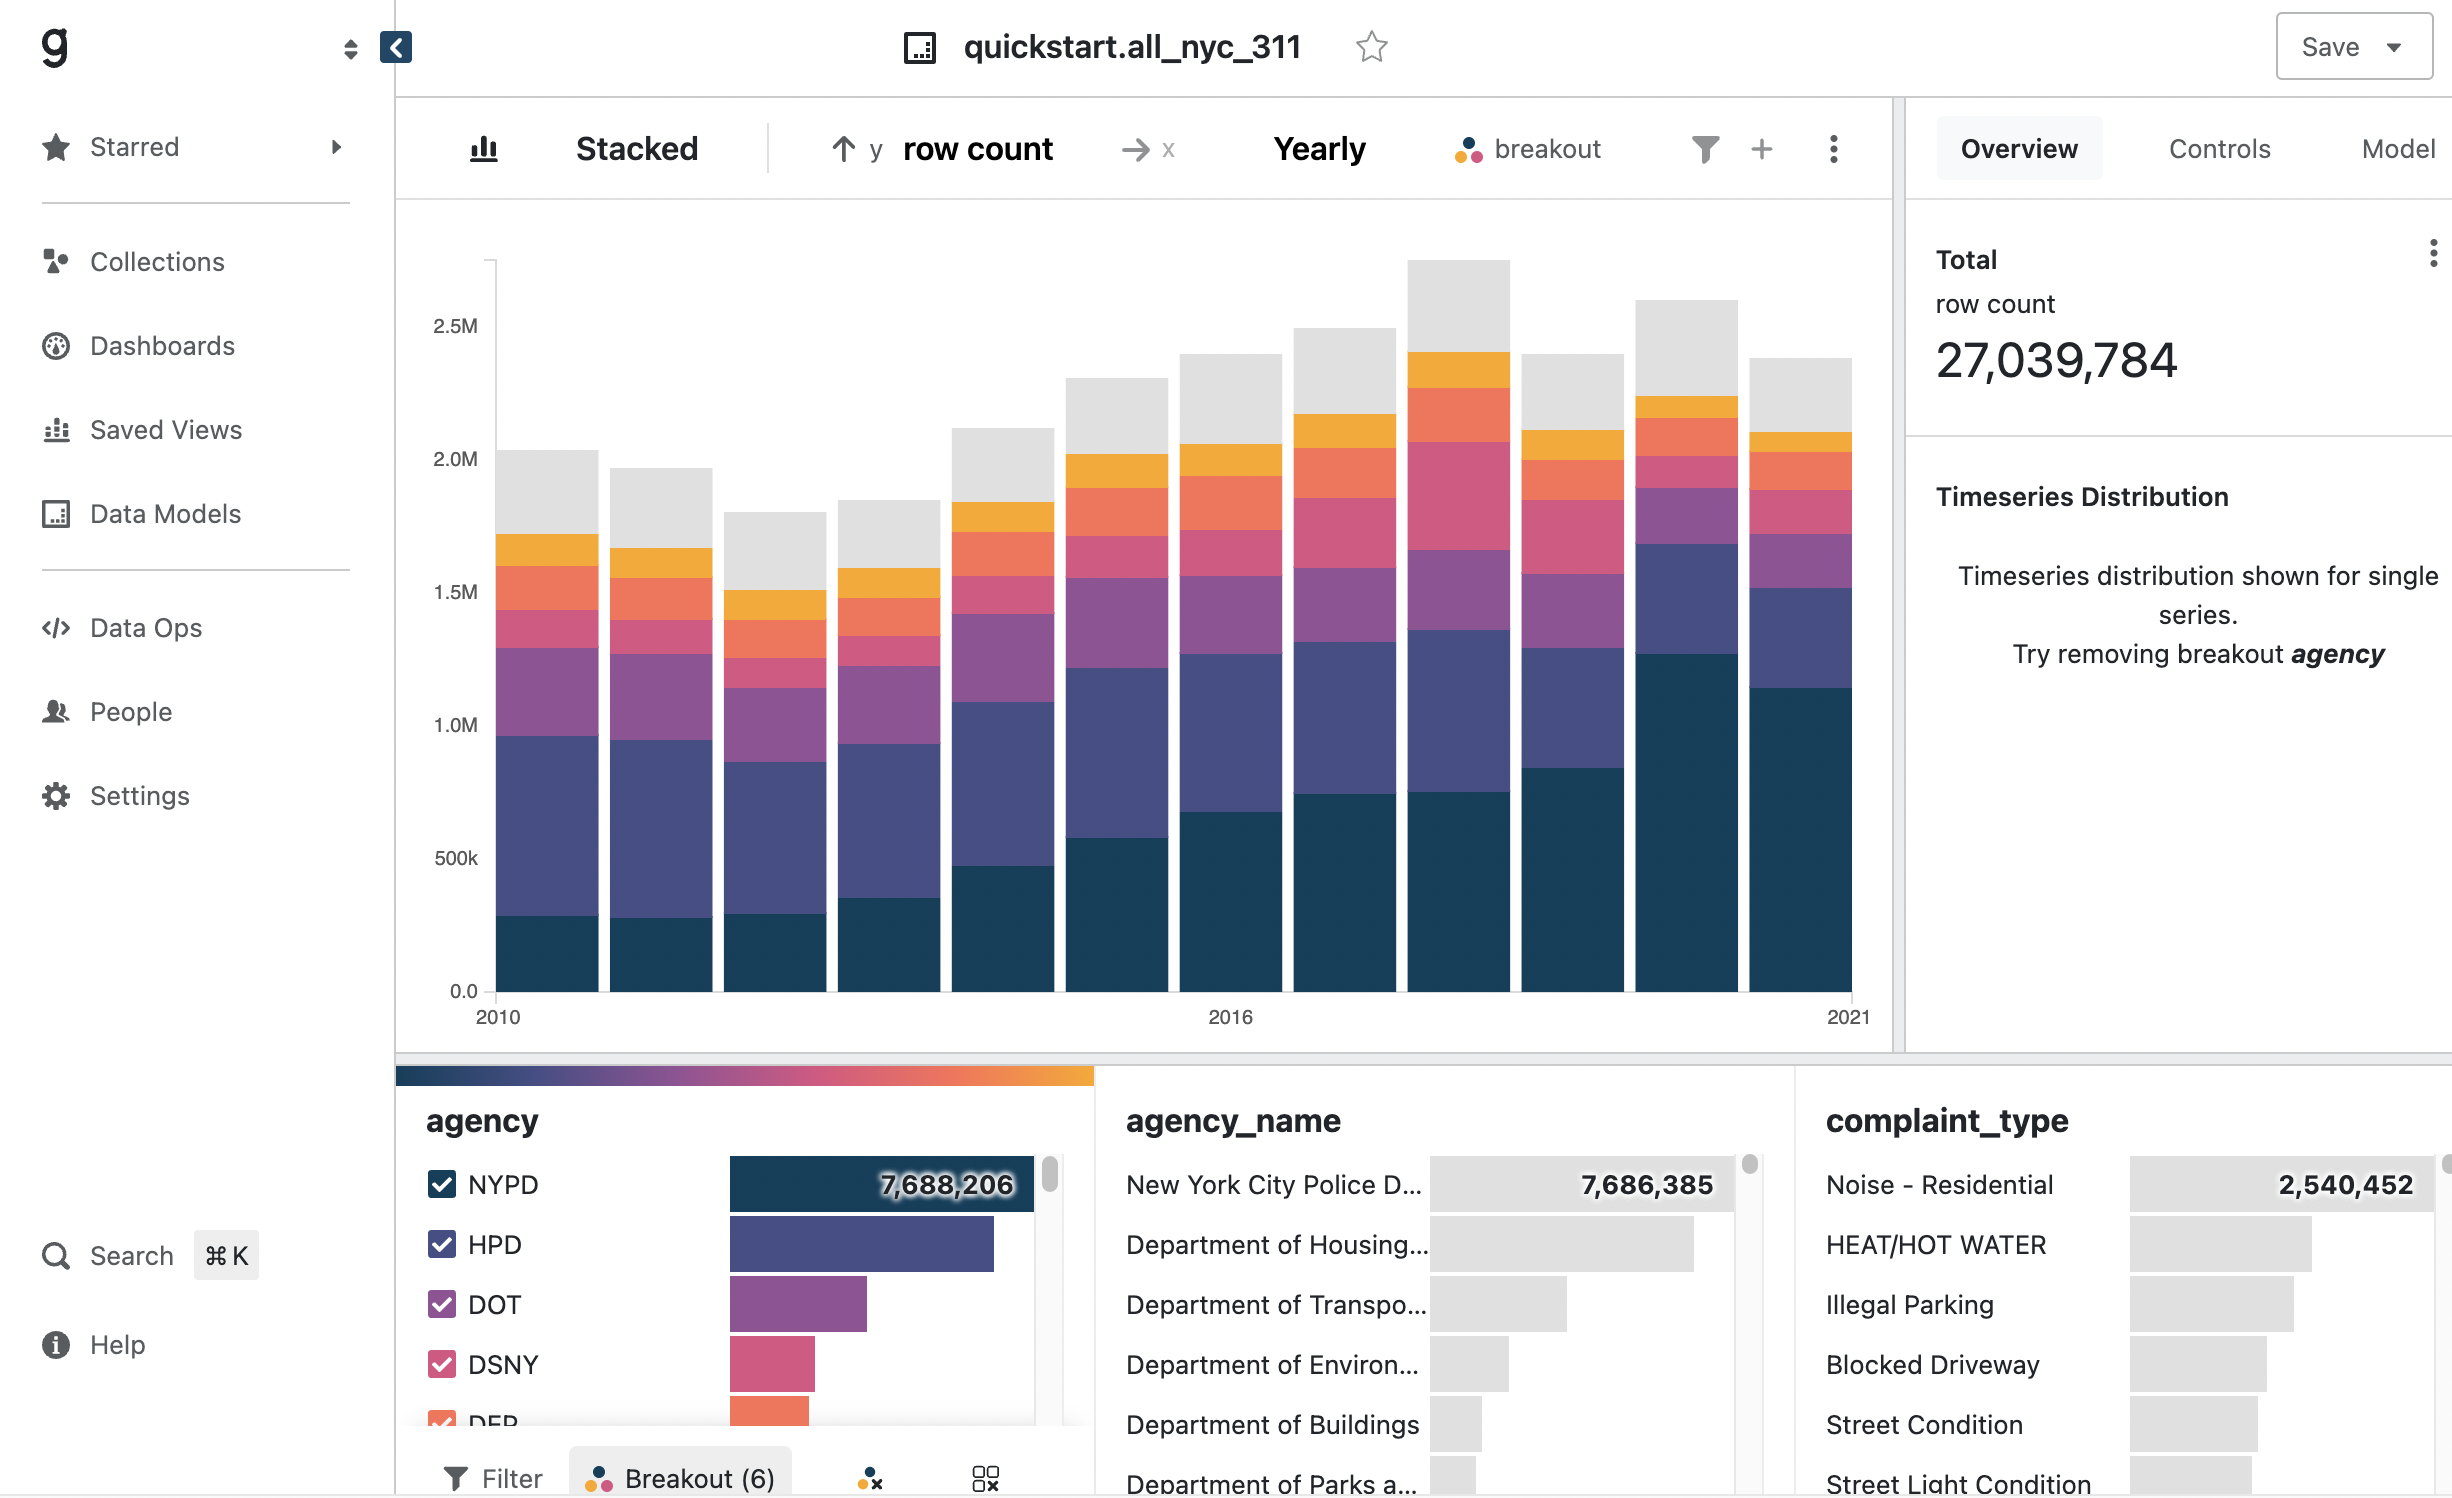 g
quickstart.all_nyc_311
Save
Starred
Collections
Dashboards
Saved Views
Data Models
Data Ops
People
Settings
Search ⌘ K
Help
Stacked
y row count
x Yearly
breakout
Overview
Controls
Model
2.5M
2.0M
1.5M
1.0M
500k
0.0
2010
2016
2021
Total
row count
27,039,784
Timeseries Distribution
Timeseries distribution shown for single
series.
Try removing breakout agency
agency
NYPD 7,688,206
HPD
DOT
DSNY
DEP
Filter
Breakout (6)
agency_name
New York City Police D... 7,686,385
Department of Housing...
Department of Transpo...
Department of Environ...
Department of Buildings
Department of Parks a...
complaint_type
Noise - Residential 2,540,452
HEAT/HOT WATER
Illegal Parking
Blocked Driveway
Street Condition
Street Light Condition